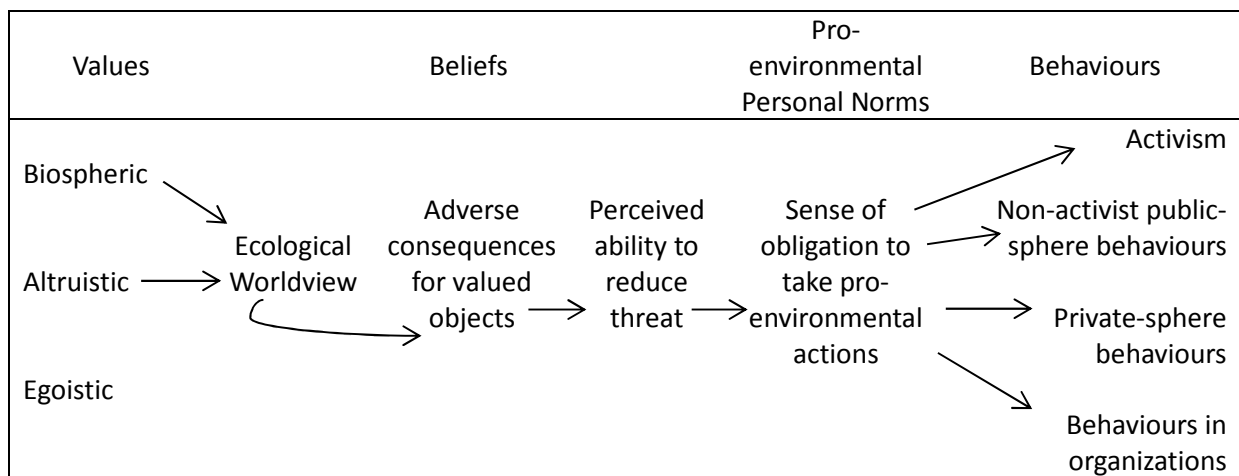 Values
Beliefs
Pro-
environmental
Personal Norms
Behaviours
Biospheric
Altruistic
Egoistic
Ecological
Worldview
Adverse
consequences
for valued
objects
Perceived
ability to
reduce
threat
Sense of
obligation to
take pro-
environmental
actions
Activism
Non-activist public-
sphere behaviours
Private-sphere
behaviours
Behaviours in
organizations